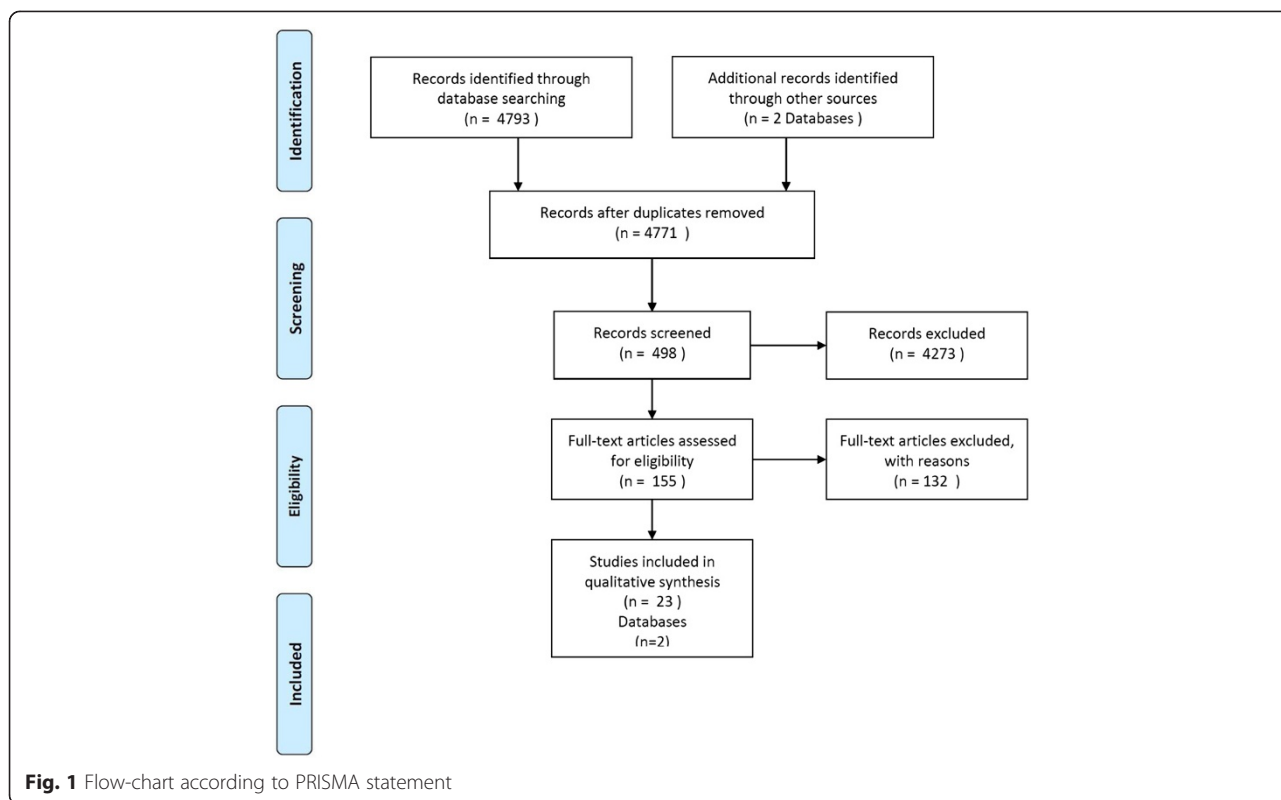 Identification
Records identified through
database searching
(n = 4793 )
Additional records identified
through other sources
(n = 2 Databases )
Records after duplicates removed
(n = 4771 )
Screening
Records screened
(n = 498 )
Records excluded
(n = 4273 )
Eligibility
Full-text articles assessed
for eligibility
(n = 155 )
Full-text articles excluded,
with reasons
(n = 132 )
Included
Studies included in
qualitative synthesis
(n = 23 )
Databases
(n=2)
Fig. 1 Flow-chart according to PRISMA statement